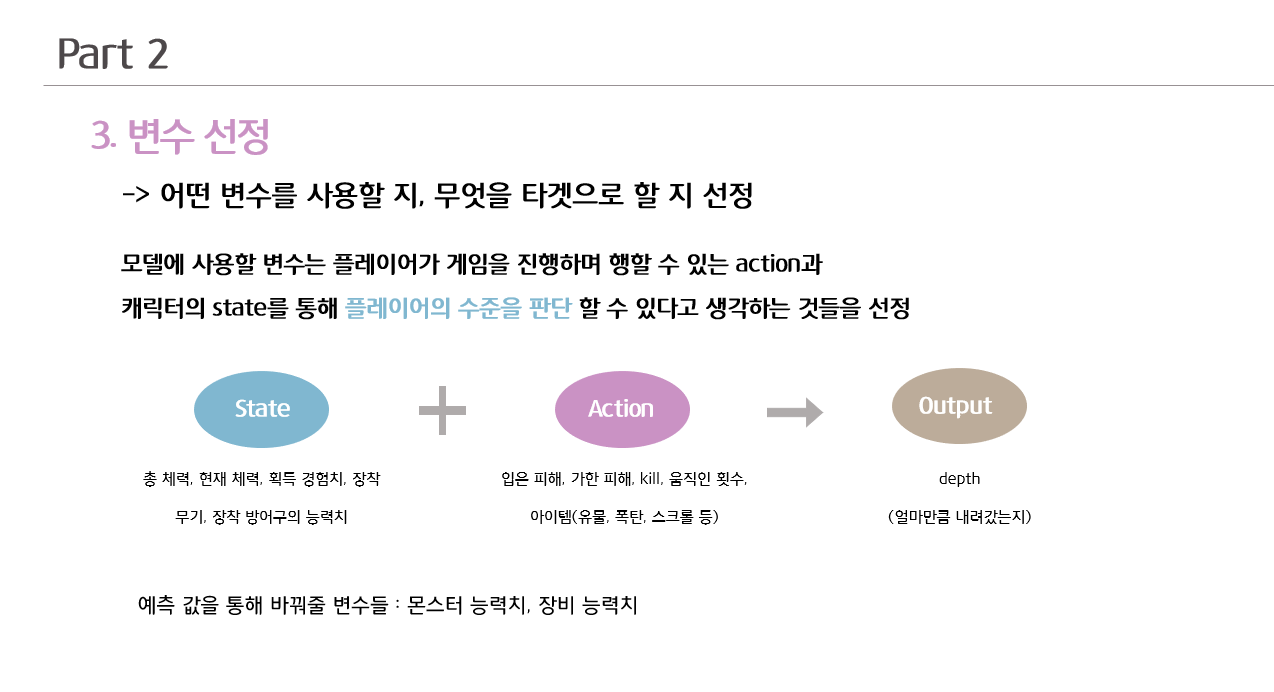 Part 2
3. 변수 선정
-> 어떤 변수를 사용할 지, 무엇을 타겟으로 할 지 선정
모델에 사용할 변수는 플레이어가 게임을 진행하며 행할 수 있는 action과
캐릭터의 state를 통해 플레이어의 수준을 판단 할 수 있다고 생각하는 것들을 선정
State
Action
Output
총 체력, 현재 체력, 획득 경험치, 장착
무기, 장착 방어구의 능력치
입은 피해, 가한 피해, kill, 움직인 횟수,
아이템(유물, 폭탄, 스크롤 등)
depth
(얼마만큼 내려갔는지)
예측 값을 통해 바꿔줄 변수들 : 몬스터 능력치, 장비 능력치